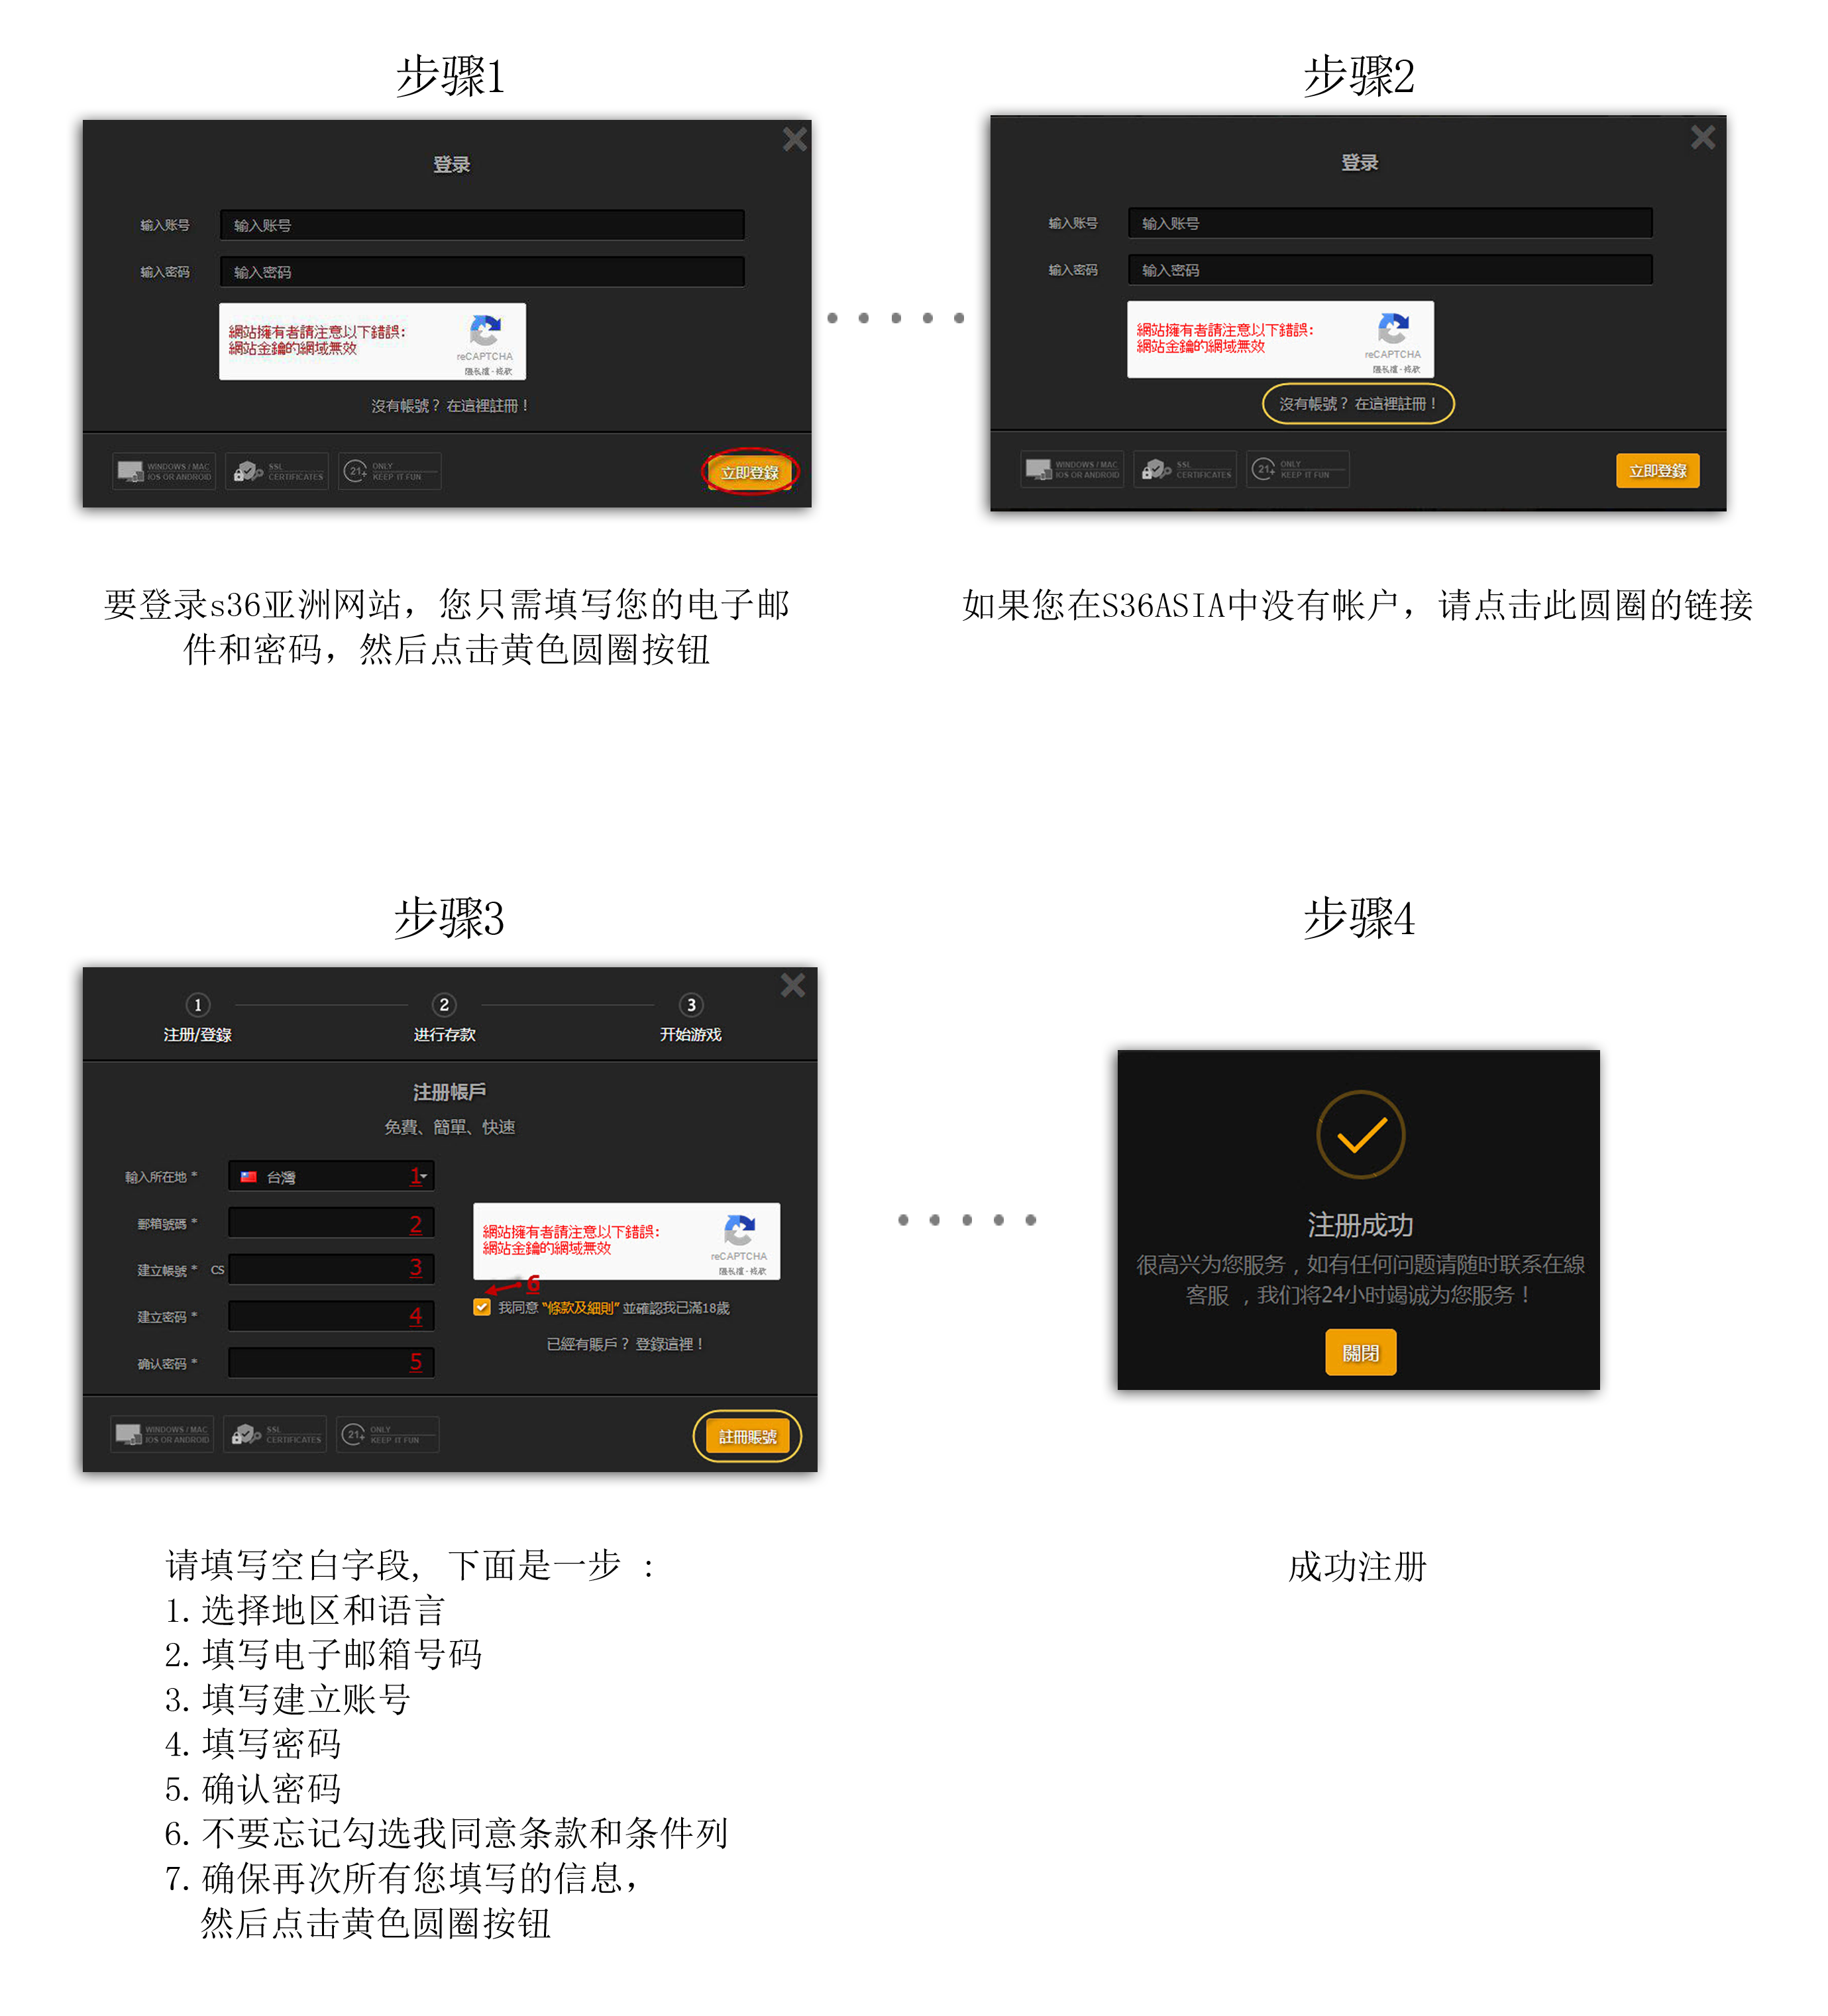 步骤1
登录
输入账号 输入账号
输入密码 输入密码
網站擁有者請注意以下錯誤：
網站金鑰的網域無效
reCAPTCHA
隱私權 - 條款
沒有帳號？ 在這裡註冊！
WINDOWS / MAC
IOS OR ANDROID
SSL
CERTIFICATES
21+
ONLY
KEEP IT FUN
立即登錄
要登录s36亚洲网站，您只需填写您的电子邮
件和密码，然后点击黄色圆圈按钮
步骤2
登录
输入账号 输入账号
输入密码 输入密码
網站擁有者請注意以下錯誤：
網站金鑰的網域無效
reCAPTCHA
隱私權 - 條款
沒有帳號？ 在這裡註冊！
WINDOWS / MAC
IOS OR ANDROID
SSL
CERTIFICATES
21+
ONLY
KEEP IT FUN
立即登錄
如果您在S36ASIA中没有帐户，请点击此圆圈的链接
步骤3
1 2 3
注册/登錄 进行存款 开始游戏
注册帳戶
免費、簡單、快速
輸入所在地 * 台灣 1
郵箱號碼 * 2
建立帳號 * CS 3
建立密码 * 4
确认密码 * 5
網站擁有者請注意以下錯誤：
網站金鑰的網域無效
reCAPTCHA
隱私權 - 條款
6
我同意 “條款及細則” 並確認我已滿18歲
已經有賬戶？ 登錄這裡！
WINDOWS / MAC
IOS OR ANDROID
SSL
CERTIFICATES
21+
ONLY
KEEP IT FUN
註冊賬號
请填写空白字段，下面是一步 ：
1. 选择地区和语言
2. 填写电子邮箱号码
3. 填写建立账号
4. 填写密码
5. 确认密码
6. 不要忘记勾选我同意条款和条件列
7. 确保再次所有您填写的信息，
然后点击黄色圆圈按钮
步骤4
注册成功
很高兴为您服务，如有任何问题请随时联系在線
客服 ，我们将24小时竭诚为您服务！
關閉
成功注册